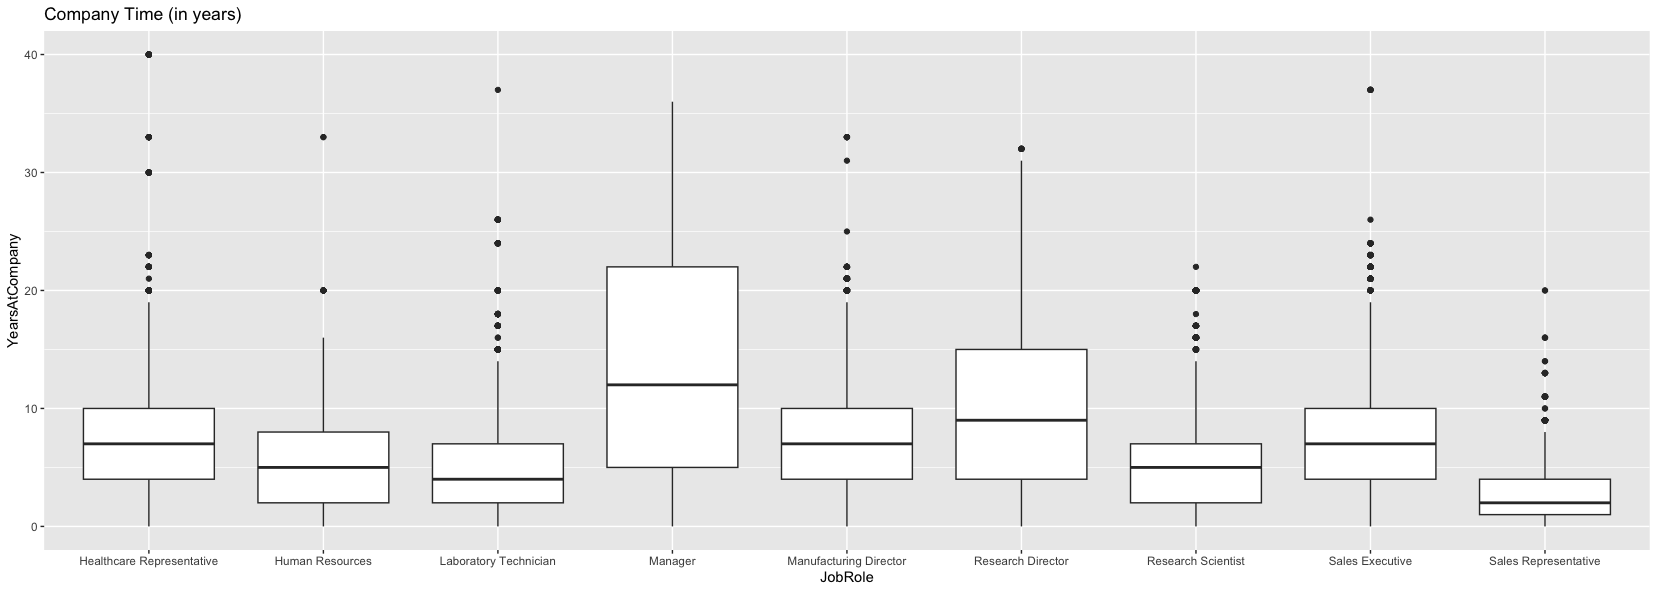 Company Time (in years)
YearsAtCompany
40
30
20
10
0
Healthcare Representative Human Resources Laboratory Technician Manager Manufacturing Director Research Director Research Scientist Sales Executive Sales Representative
JobRole